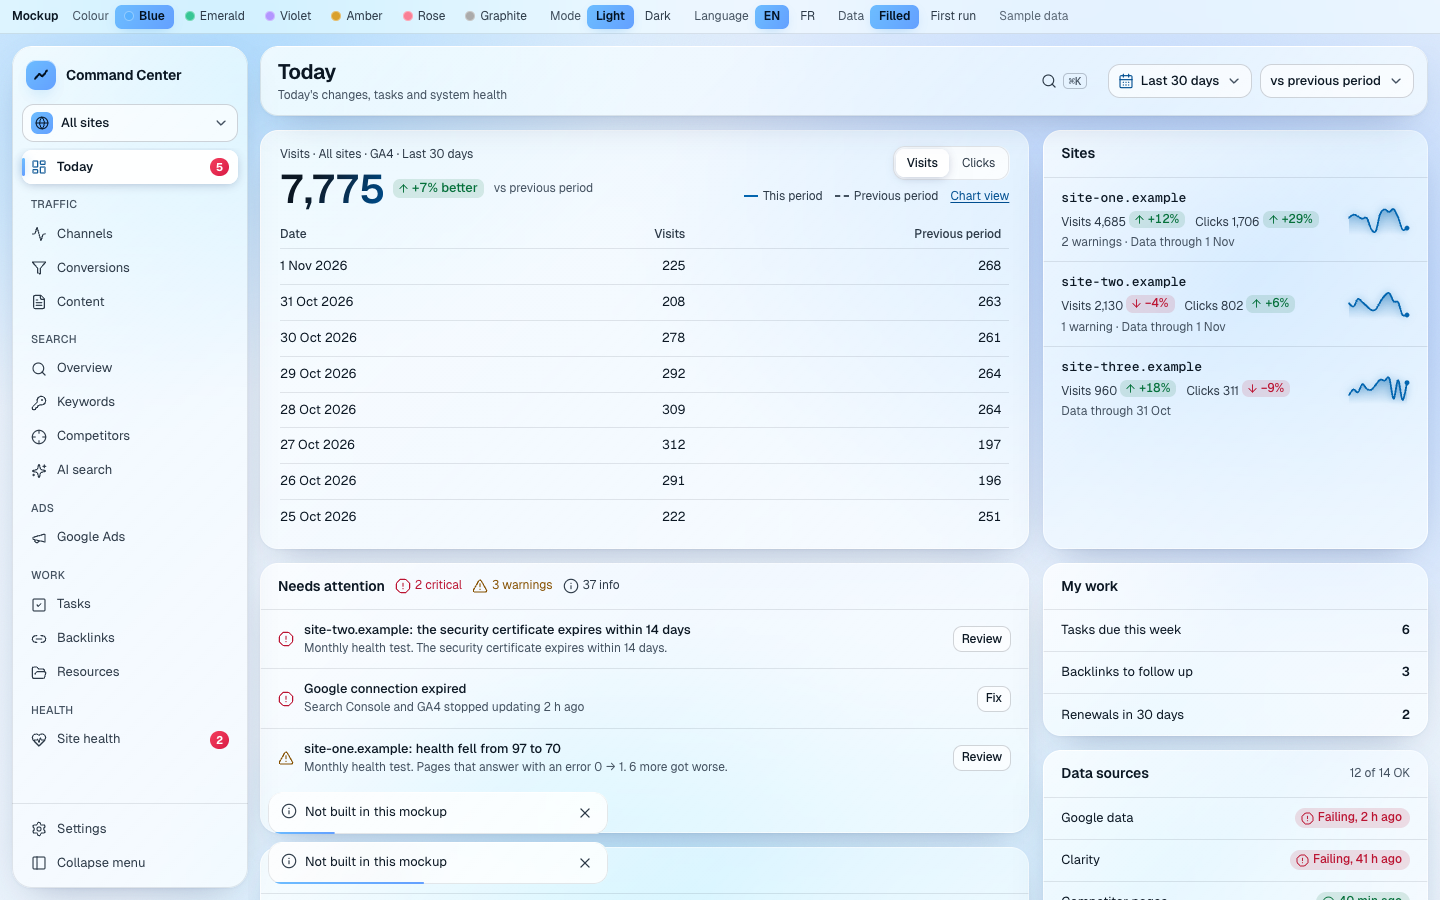 Mockup Colour Blue Emerald Violet Amber Rose Graphite Mode Light Dark Language EN FR Data Filled First run Sample data
Command Center
All sites
Today 5
TRAFFIC
Channels
Conversions
Content
SEARCH
Overview
Keywords
Competitors
AI search
ADS
Google Ads
WORK
Tasks
Backlinks
Resources
HEALTH
Site health 2
Settings
Collapse menu
Today
Today's changes, tasks and system health
⌘K
Last 30 days
vs previous period
Visits · All sites · GA4 · Last 30 days
7,775 ↑ +7% better vs previous period
Visits Clicks
This period Previous period Chart view
Date Visits Previous period
1 Nov 2026 225 268
31 Oct 2026 208 263
30 Oct 2026 278 261
29 Oct 2026 292 264
28 Oct 2026 309 264
27 Oct 2026 312 197
26 Oct 2026 291 196
25 Oct 2026 222 251
Sites
site-one.example
Visits 4,685 ↑ +12% Clicks 1,706 ↑ +29%
2 warnings · Data through 1 Nov
site-two.example
Visits 2,130 ↓ −4% Clicks 802 ↑ +6%
1 warning · Data through 1 Nov
site-three.example
Visits 960 ↑ +18% Clicks 311 ↓ −9%
Data through 31 Oct
Needs attention 2 critical 3 warnings 37 info
site-two.example: the security certificate expires within 14 days
Monthly health test. The security certificate expires within 14 days.
Review
Google connection expired
Search Console and GA4 stopped updating 2 h ago
Fix
site-one.example: health fell from 97 to 70
Monthly health test. Pages that answer with an error 0 → 1. 6 more got worse.
Review
Not built in this mockup
Not built in this mockup
My work
Tasks due this week 6
Backlinks to follow up 3
Renewals in 30 days 2
Data sources 12 of 14 OK
Google data Failing, 2 h ago
Clarity Failing, 41 h ago